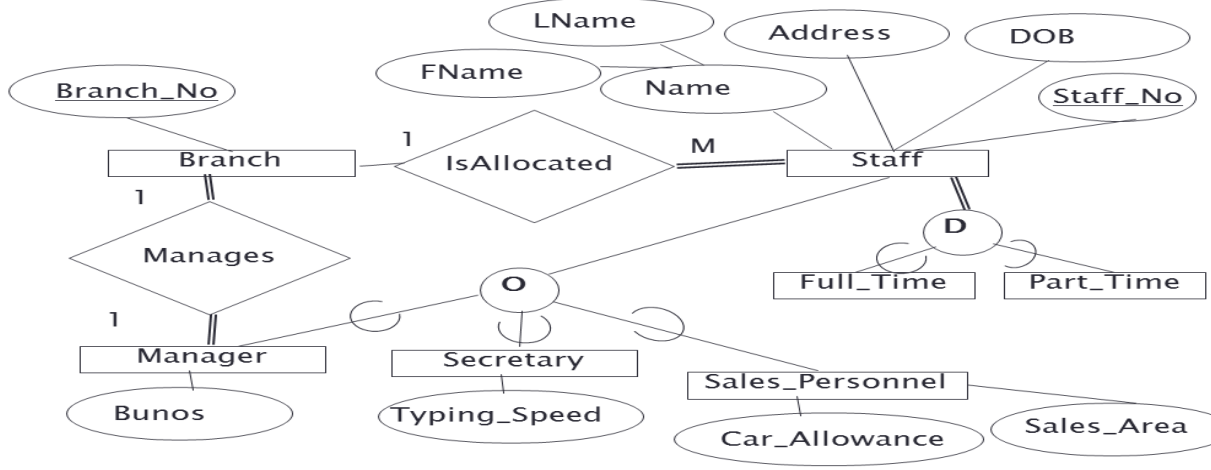 LName
Address
DOB
FName
Name
Branch_No
Staff_No
1
M
Branch
IsAllocated
Staff
1
D
Manages
Full_Time
Part_Time
O
1
Manager
Secretary
Sales_Personnel
Bunos
Typing_Speed
Car_Allowance
Sales_Area